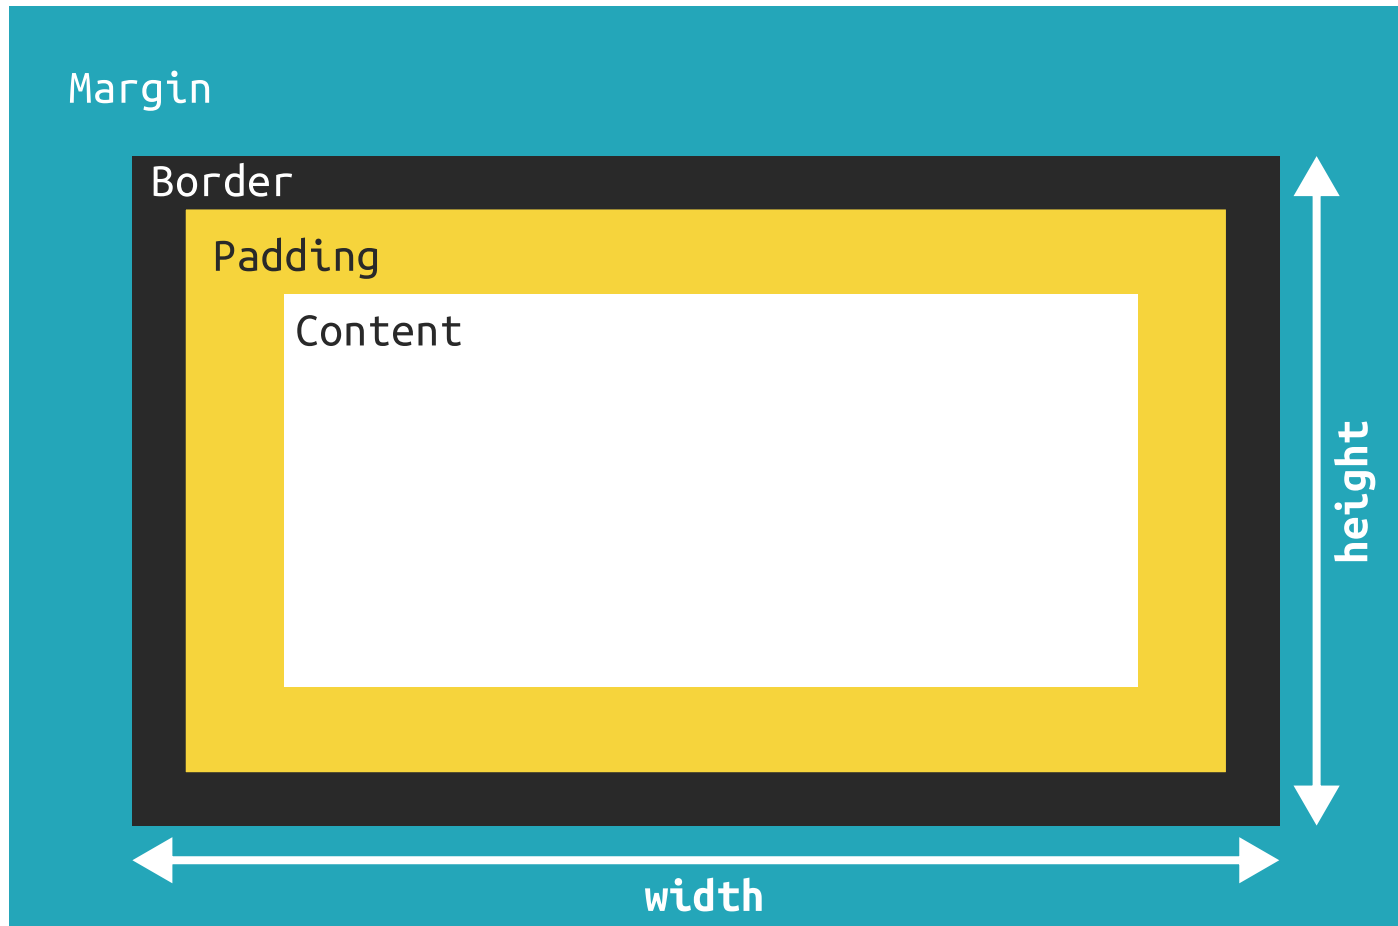 Margin
Border
Padding
Content
height
width